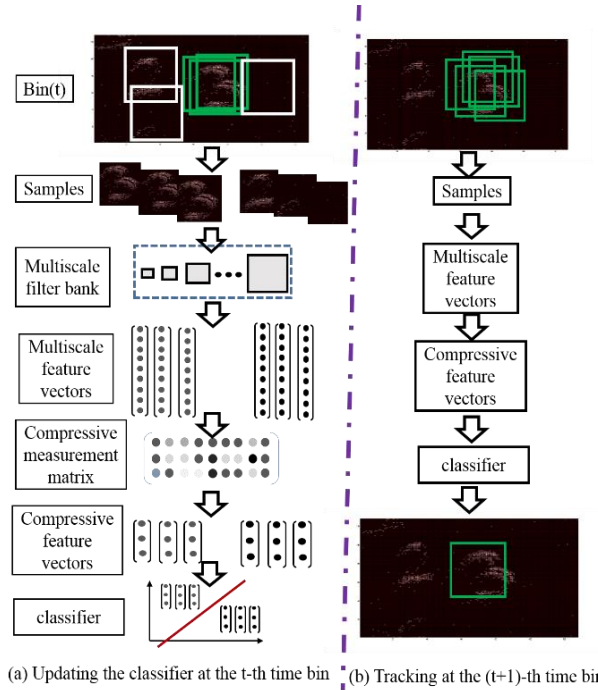 Bin(t)
Samples
Multiscale
filter bank
Multiscale
feature
vectors
Compressive
measurement
matrix
Compressive
feature
vectors
classifier
(a) Updating the classifier at the t-th time bin
Samples
Multiscale
feature
vectors
Compressive
feature
vectors
classifier
(b) Tracking at the (t+1)-th time bin